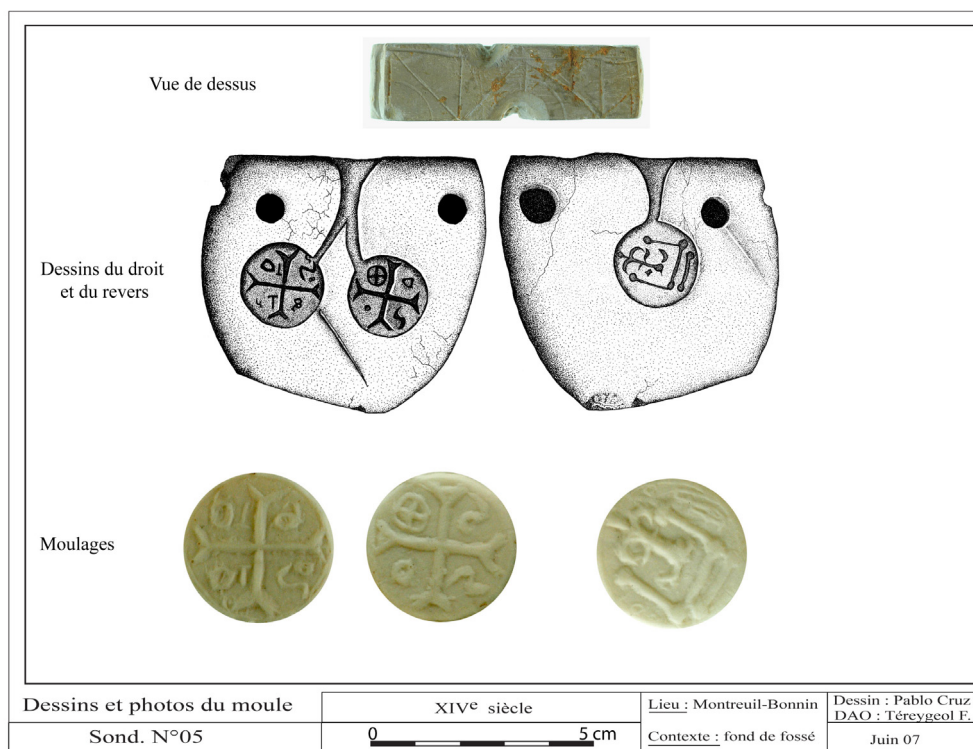 Vue de dessus
Dessins du droit
et du revers
Moulages
Dessins et photos du moule
Sond. N°05
XIVe siècle
0 5 cm
Lieu : Montreuil-Bonnin
Contexte : fond de fossé
Dessin : Pablo Cruz
DAO : Téreygeol F.
Juin 07